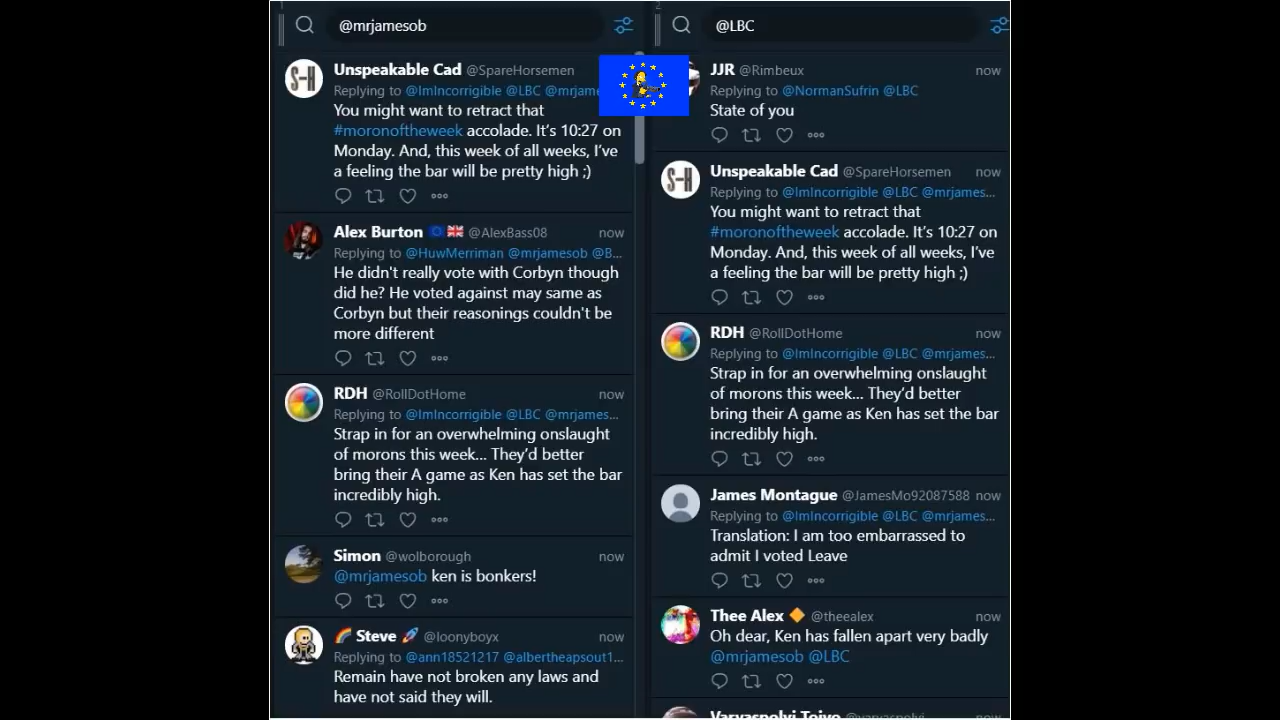 1
@mrjamesob
Unspeakable Cad @SpareHorsemen
Replying to @ImIncorrigible @LBC @mrjame
You might want to retract that
#moronoftheweek accolade. It's 10:27 on
Monday. And, this week of all weeks, I've
a feeling the bar will be pretty high ;)
Alex Burton @AlexBass08 now
Replying to @HuwMerriman @mrjamesob @B...
He didn't really vote with Corbyn though
did he? He voted against may same as
Corbyn but their reasonings couldn't be
more different
RDH @RollDotHome now
Replying to @ImIncorrigible @LBC @mrjames...
Strap in for an overwhelming onslaught
of morons this week... They'd better
bring their A game as Ken has set the bar
incredibly high.
Simon @wolborough now
@mrjamesob ken is bonkers!
Steve @loonyboyx now
Replying to @ann18521217 @albertheapsout1...
Remain have not broken any laws and
have not said they will.
2
@LBC
JJR @Rimbeux now
Replying to @NormanSufrin @LBC
State of you
Unspeakable Cad @SpareHorsemen now
Replying to @ImIncorrigible @LBC @mrjames...
You might want to retract that
#moronoftheweek accolade. It's 10:27 on
Monday. And, this week of all weeks, I've
a feeling the bar will be pretty high ;)
RDH @RollDotHome now
Replying to @ImIncorrigible @LBC @mrjames...
Strap in for an overwhelming onslaught
of morons this week... They'd better
bring their A game as Ken has set the bar
incredibly high.
James Montague @JamesMo92087588 now
Replying to @ImIncorrigible @LBC @mrjames...
Translation: I am too embarrassed to
admit I voted Leave
Thee Alex @theealex now
Oh dear, Ken has fallen apart very badly
@mrjamesob @LBC